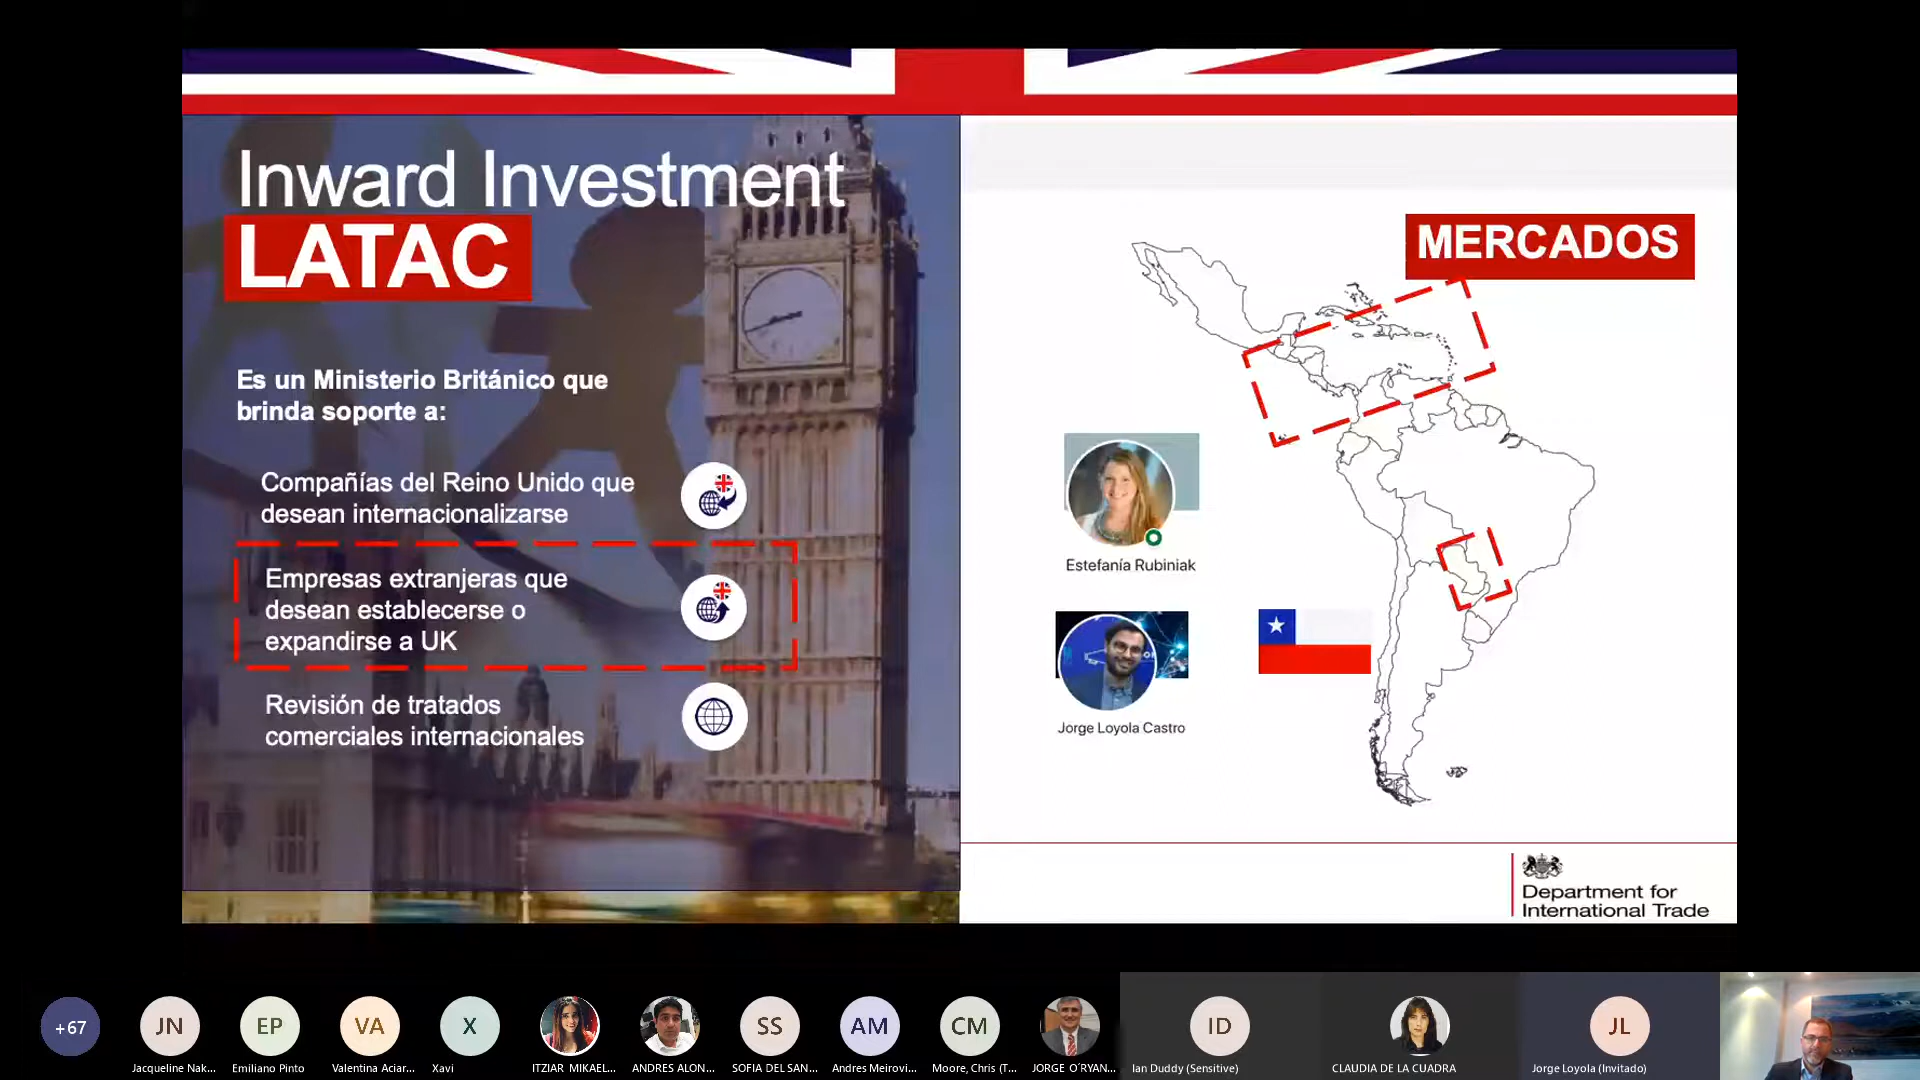 Inward Investment
LATAC
Es un Ministerio Británico que
brinda soporte a:
Compañías del Reino Unido que
desean internacionalizarse
Empresas extranjeras que
desean establecerse o
expandirse a UK
Revisión de tratados
comerciales internacionales
MERCADOS
Estefanía Rubiniak
Jorge Loyola Castro
Department for
International Trade
+67
JN
EP
VA
X
SS
AM
CM
ID
JL
Jacqueline Nak...
Emiliano Pinto
Valentina Aciar...
Xavi
ITZIAR MIKAEL...
ANDRES ALON...
SOFIA DEL SAN...
Andres Meirovi...
Moore, Chris (T...
JORGE O´RYAN...
Ian Duddy (Sensitive)
CLAUDIA DE LA CUADRA
Jorge Loyola (Invitado)